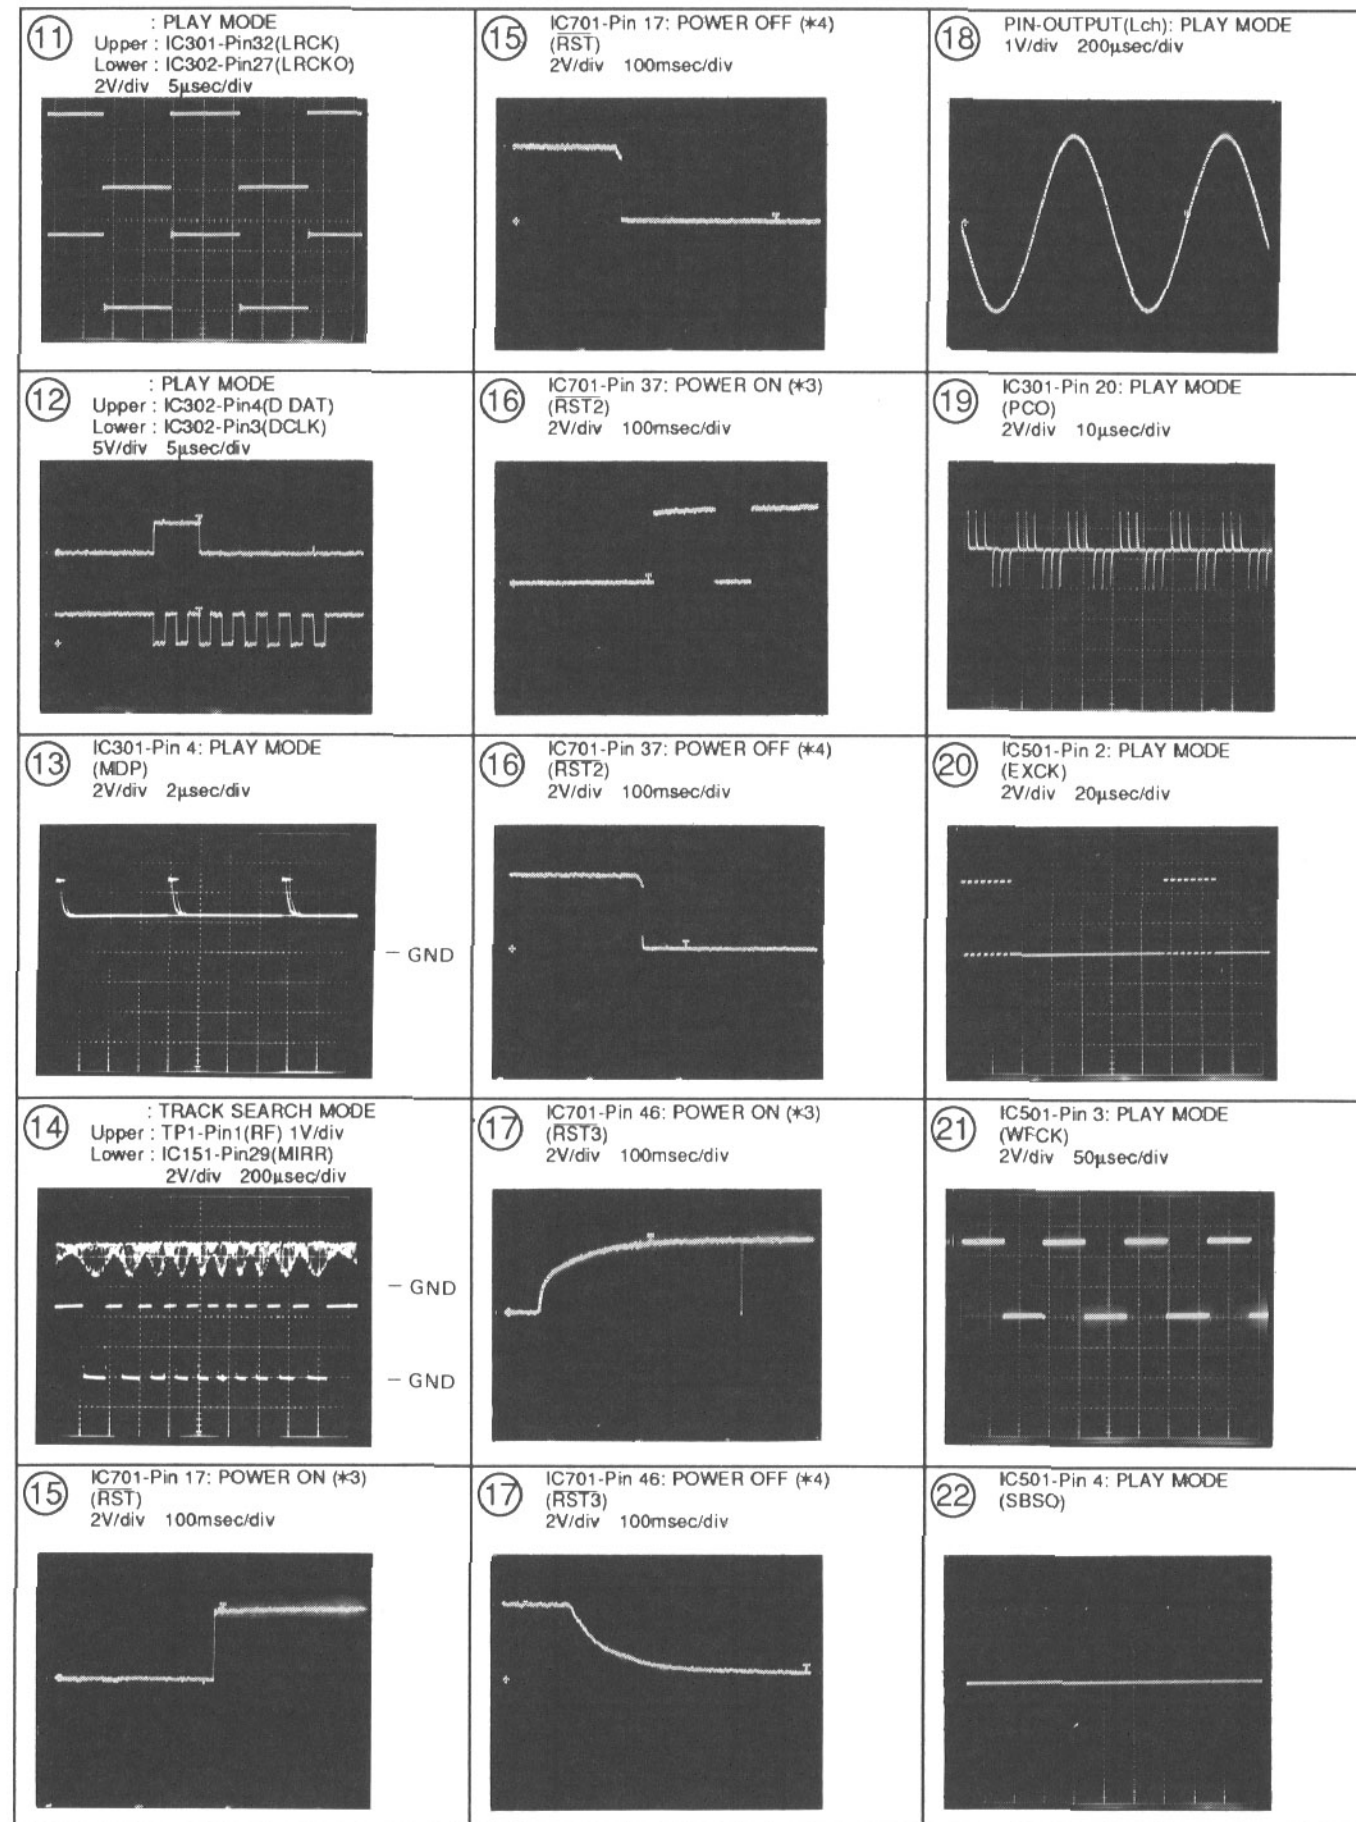 11
: PLAY MODE
Upper : IC301-Pin32(LRCK)
Lower : IC302-Pin27(LRCKO)
2V/div 5μsec/div
12
: PLAY MODE
Upper : IC302-Pin4(D DAT)
Lower : IC302-Pin3(DCLK)
5V/div 5μsec/div
13
IC301-Pin 4: PLAY MODE
(MDP)
2V/div 2μsec/div
– GND
14
: TRACK SEARCH MODE
Upper : TP1-Pin1(RF) 1V/div
Lower : IC151-Pin29(MIRR)
2V/div 200μsec/div
– GND
– GND
15
IC701-Pin 17: POWER ON (*3)
(RST)
2V/div 100msec/div
15
IC701-Pin 17: POWER OFF (*4)
(RST)
2V/div 100msec/div
16
IC701-Pin 37: POWER ON (*3)
(RST2)
2V/div 100msec/div
16
IC701-Pin 37: POWER OFF (*4)
(RST2)
2V/div 100msec/div
17
IC701-Pin 46: POWER ON (*3)
(RST3)
2V/div 100msec/div
17
IC701-Pin 46: POWER OFF (*4)
(RST3)
2V/div 100msec/div
18
PIN-OUTPUT(Lch): PLAY MODE
1V/div 200μsec/div
19
IC301-Pin 20: PLAY MODE
(PCO)
2V/div 10μsec/div
20
IC501-Pin 2: PLAY MODE
(EXCK)
2V/div 20μsec/div
21
IC501-Pin 3: PLAY MODE
(WFCK)
2V/div 50μsec/div
22
IC501-Pin 4: PLAY MODE
(SBSO)